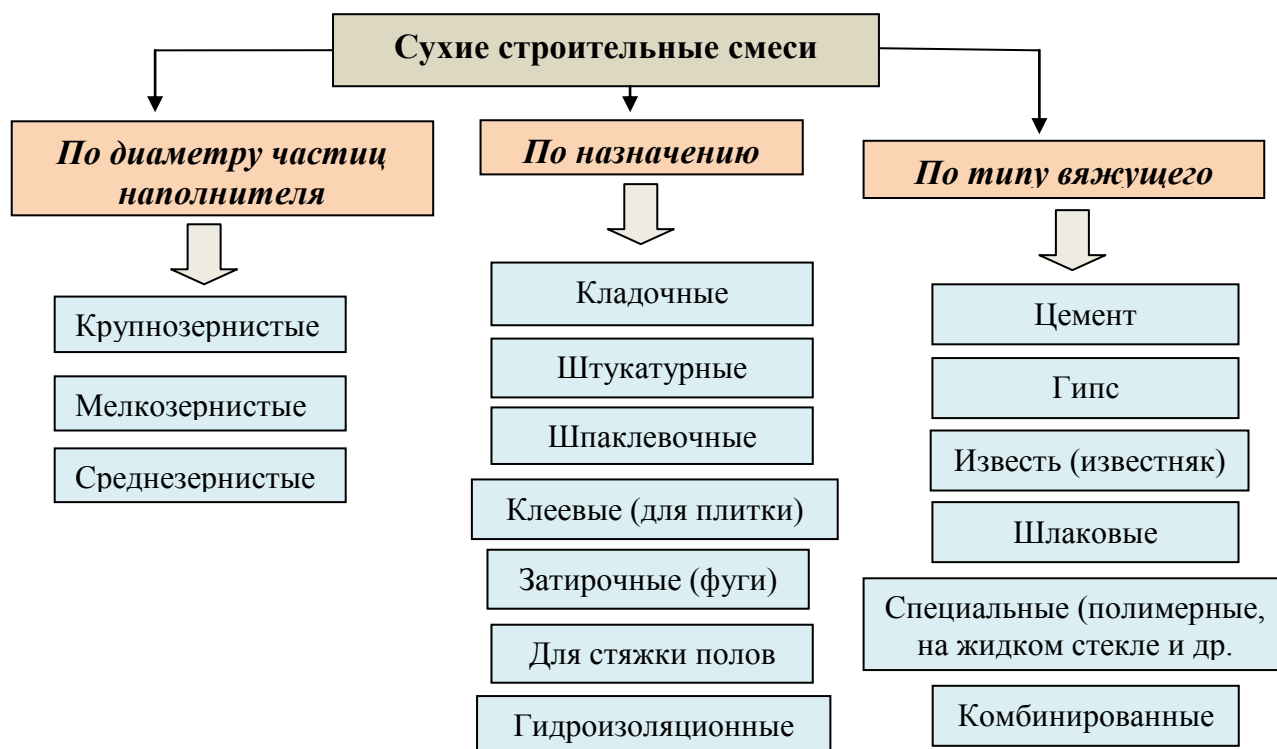 Сухие строительные смеси
По диаметру частиц
наполнителя
Крупнозернистые
Мелкозернистые
Среднезернистые
По назначению
Кладочные
Штукатурные
Шпаклевочные
Клеевые (для плитки)
Затирочные (фуги)
Для стяжки полов
Гидроизоляционные
По типу вяжущего
Цемент
Гипс
Известь (известняк)
Шлаковые
Специальные (полимерные,
на жидком стекле и др.
Комбинированные